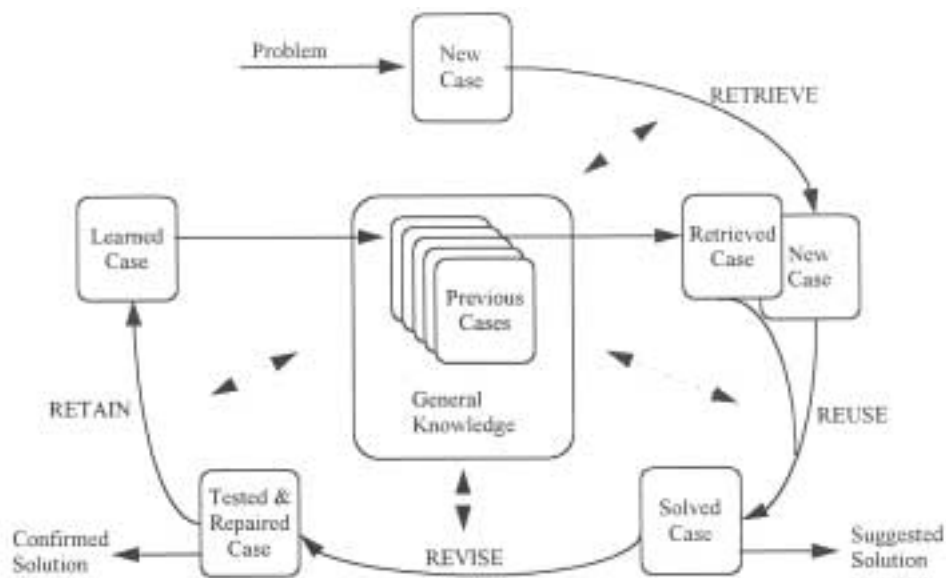 Problem
New
Case
RETRIEVE
Learned
Case
Retrieved
Case
New
Case
Previous
Cases
General
Knowledge
RETAIN
REUSE
Tested &
Repaired
Case
Solved
Case
Confirmed
Solution
REVISE
Suggested
Solution